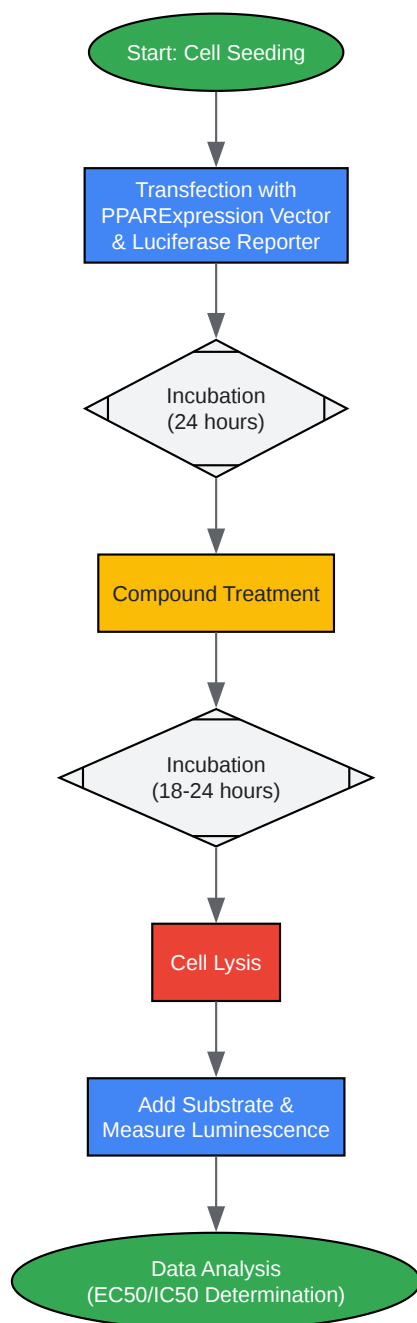 Start: Cell Seeding
Transfection with
PPARExpression Vector
& Luciferase Reporter
Incubation
(24 hours)
Compound Treatment
Incubation
(18-24 hours)
Cell Lysis
Add Substrate &
Measure Luminescence
Data Analysis
(EC50/IC50 Determination)